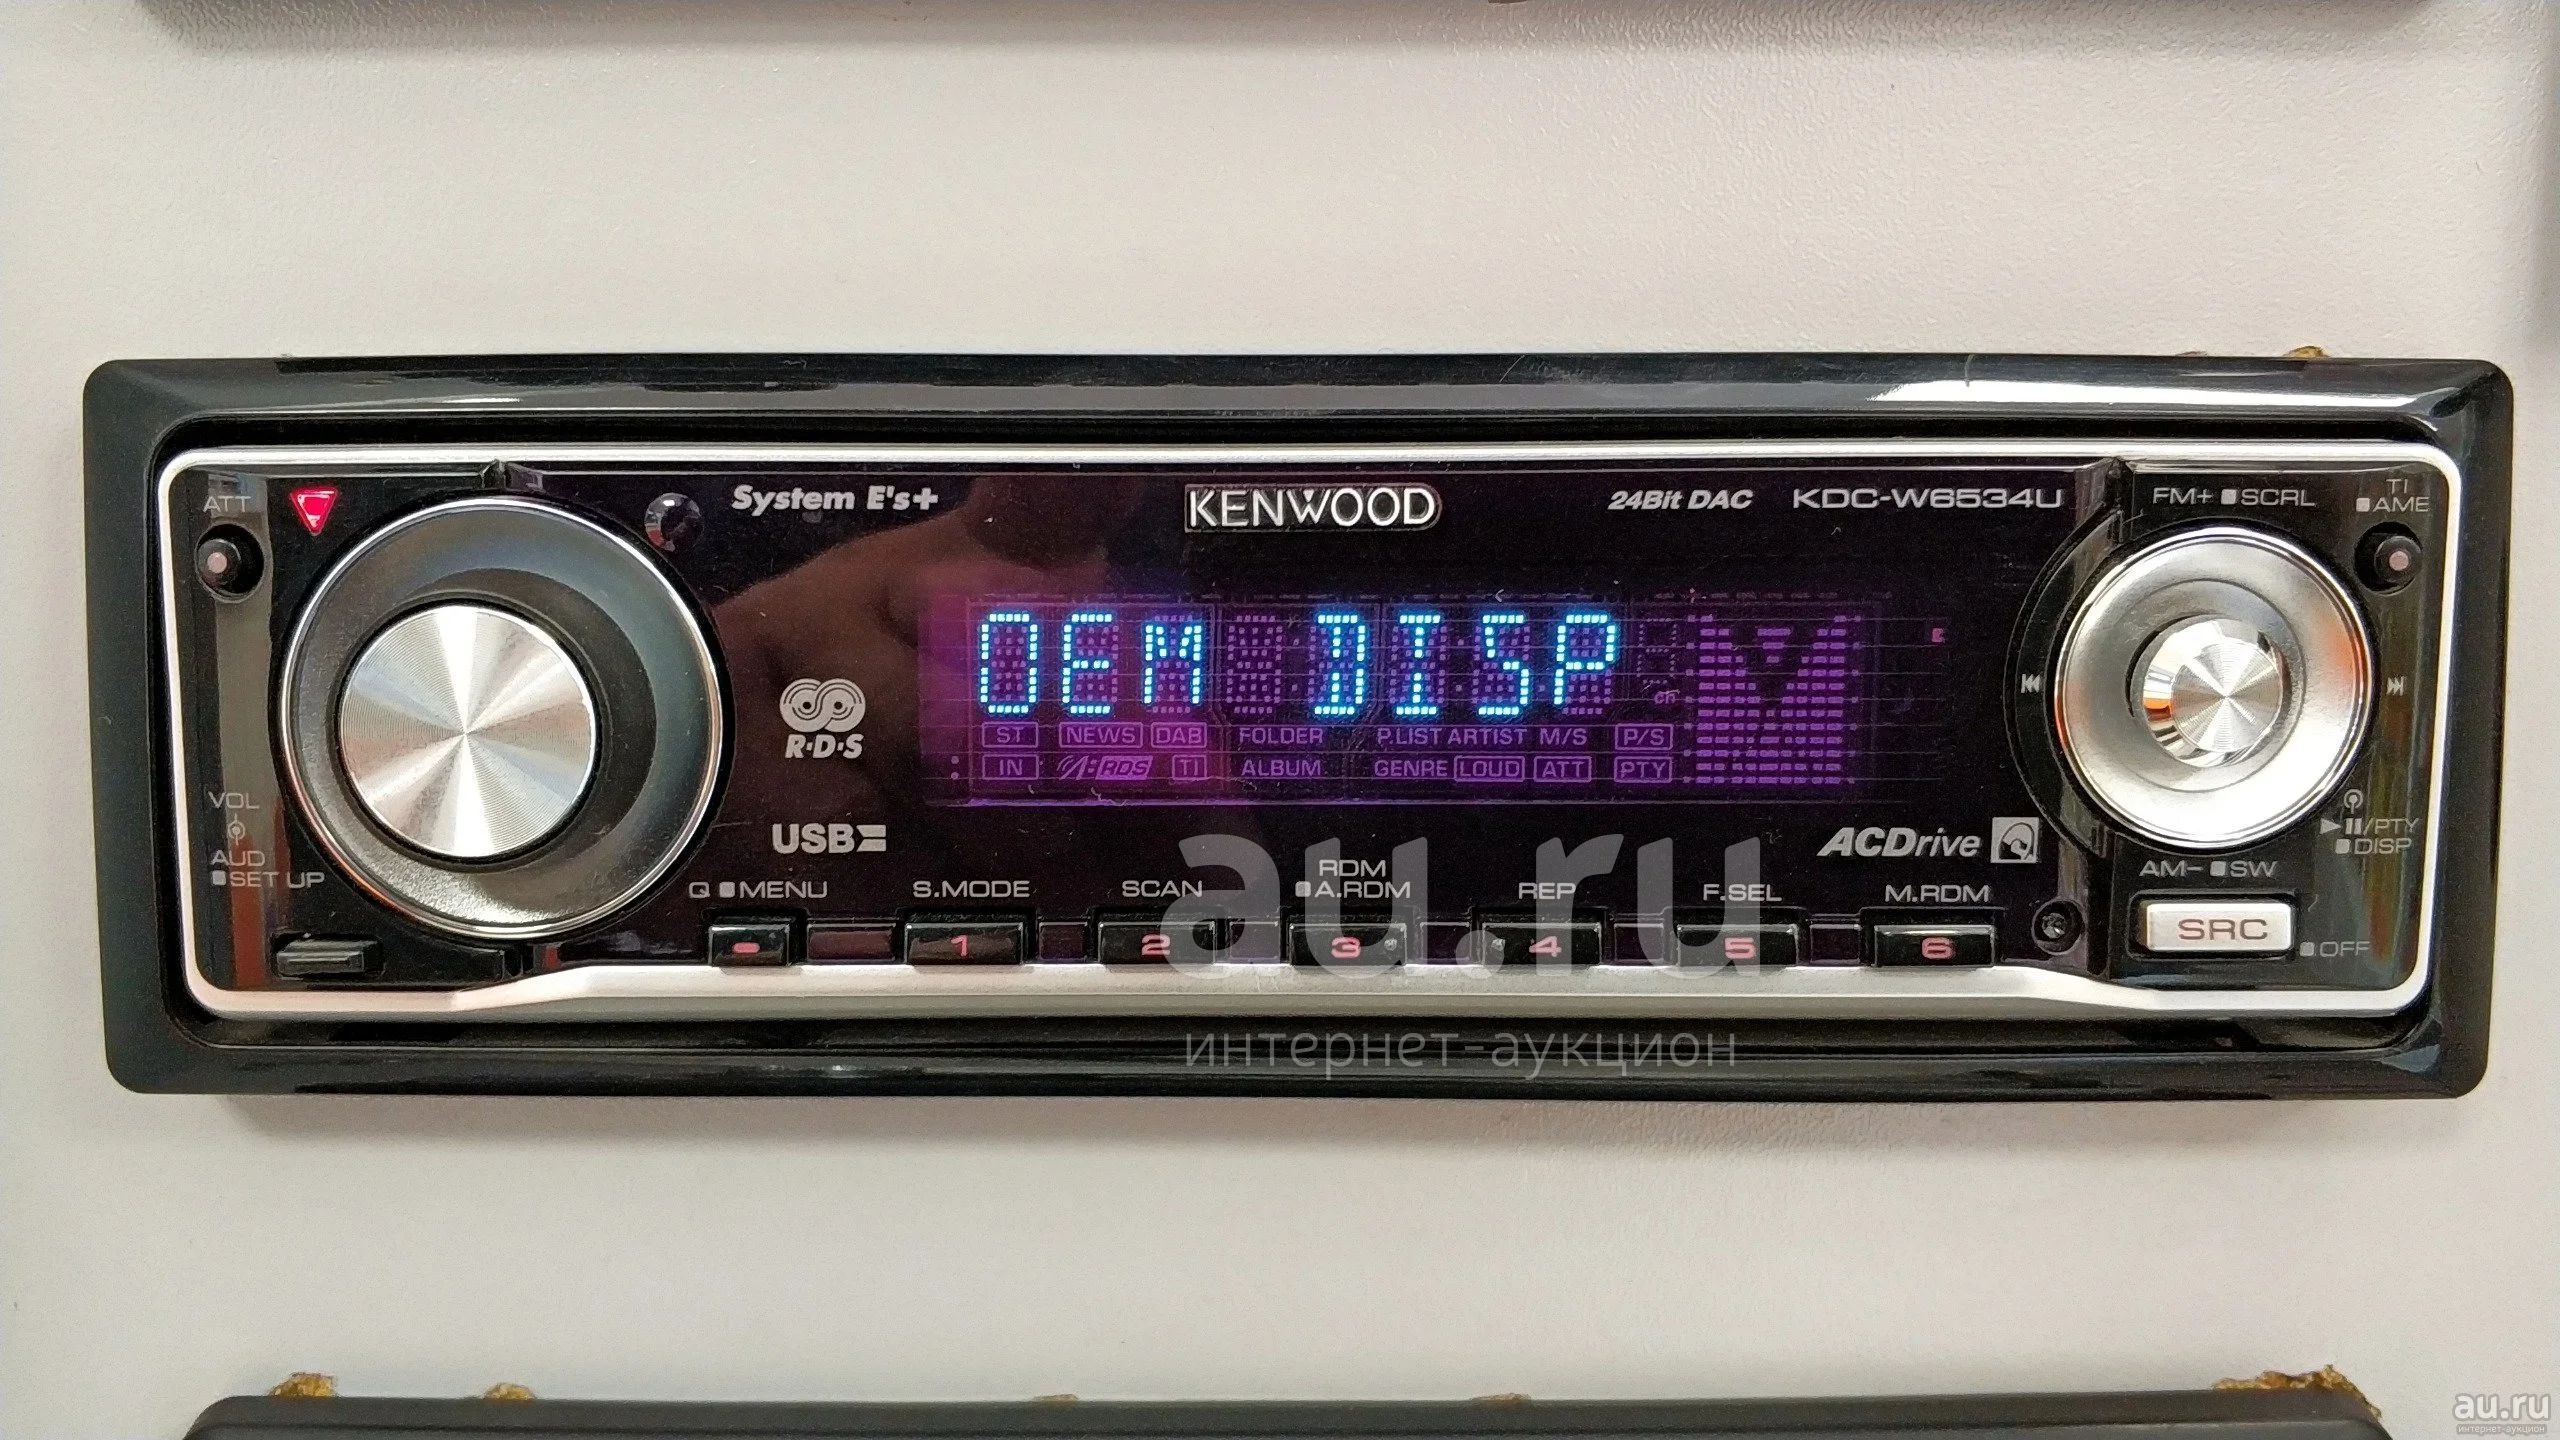 System E's+
KENWOOD
24Bit DAC KDC-W6534U
FM+ SCRL
TI
AME
ATT
OEM DISP
R·D·S
ST NEWS DAB FOLDER P.LIST ARTIST M/S P/S
IN RDS TI ALBUM GENRE LOUD ATT PTY
CH
VOL
AUD
SET UP
USB
ACDrive
/PTY
DISP
AM- SW
Q MENU S.MODE SCAN RDM
A.RDM REP F.SEL M.RDM
- 1 2 3 4 5 6
SRC
OFF
au.ru
интернет-аукцион
au.ru
интернет-аукцион